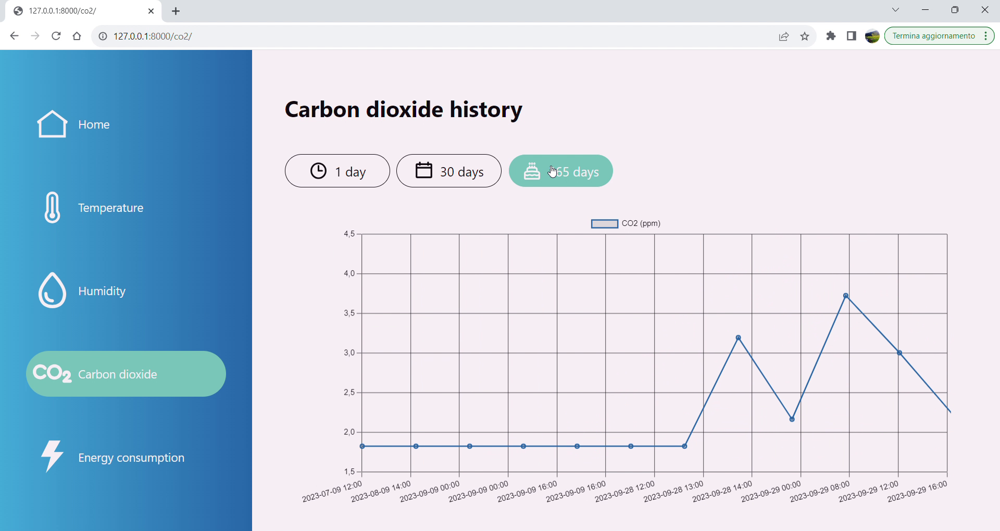 127.0.0.1:8000/co2/
127.0.0.1:8000/co2/
Termina aggiornamento
Home
Temperature
Humidity
CO2 Carbon dioxide
Energy consumption
Carbon dioxide history
1 day
30 days
65 days
CO2 (ppm)
4,5
4,0
3,5
3,0
2,5
2,0
1,5
2023-07-09 12:00
2023-08-09 14:00
2023-09-09 00:00
2023-09-09 00:00
2023-09-09 16:00
2023-09-09 16:00
2023-09-28 12:00
2023-09-28 13:00
2023-09-28 14:00
2023-09-29 00:00
2023-09-29 08:00
2023-09-29 12:00
2023-09-29 16:00